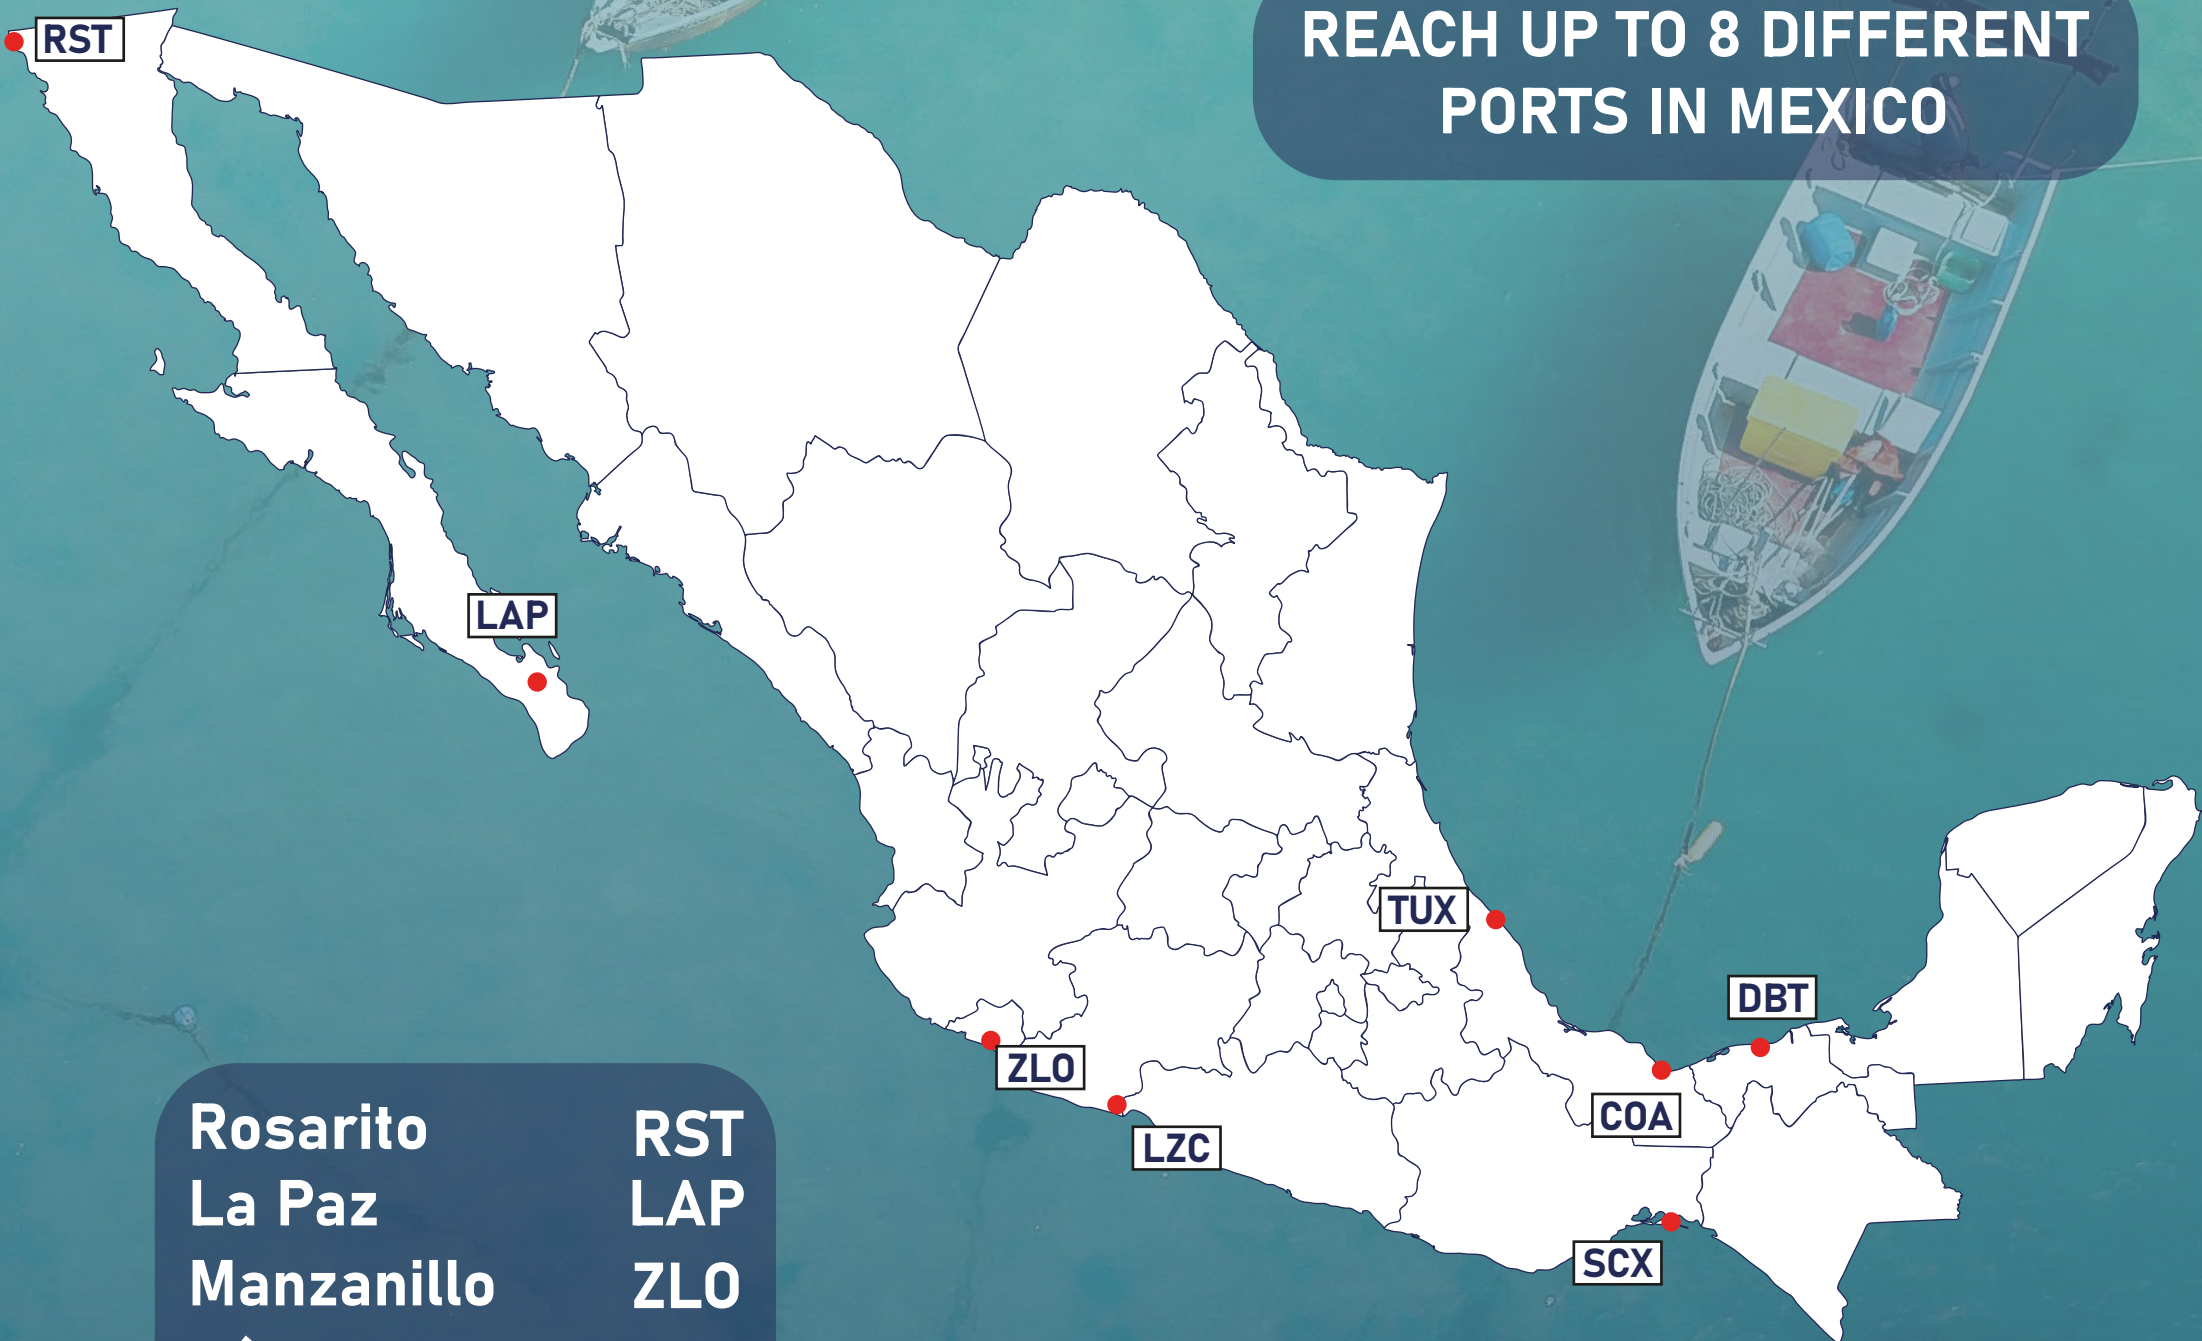 REACH UP TO 8 DIFFERENT
PORTS IN MEXICO
RST
LAP
TUX
DBT
ZLO
COA
LZC
SCX
Rosarito RST
La Paz LAP
Manzanillo ZLO